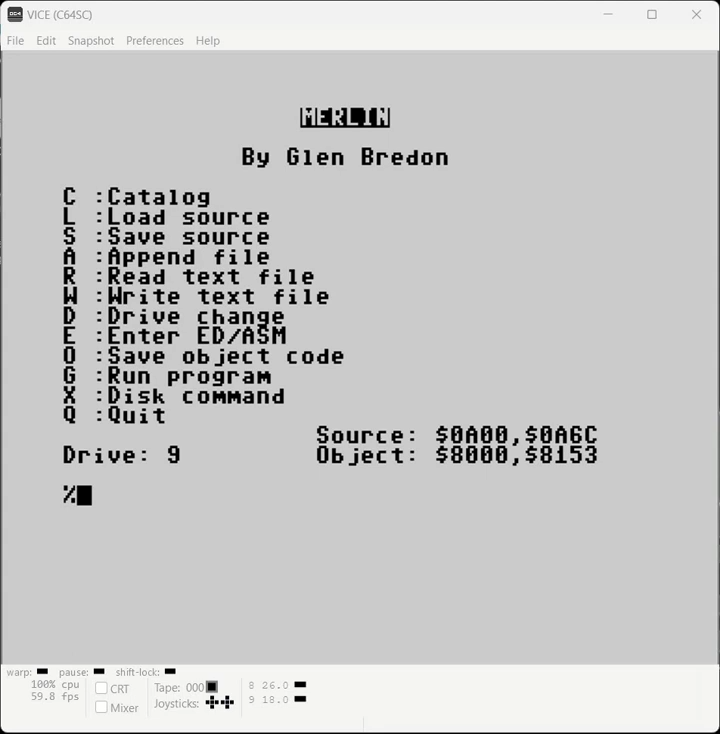 VICE (C64SC)
File Edit Snapshot Preferences Help
MERLIN
By Glen Bredon
C :Catalog
L :Load source
S :Save source
A :Append file
R :Read text file
W :Write text file
D :Drive change
E :Enter ED/ASM
O :Save object code
G :Run program
X :Disk command
Q :Quit
Source: $0A00,$0A6C
Drive: 9 Object: $8000,$8153
%
warp: pause: shift-lock:
100% cpu CRT Tape: 000 8 26.0
59.8 fps Mixer Joysticks: 9 18.0